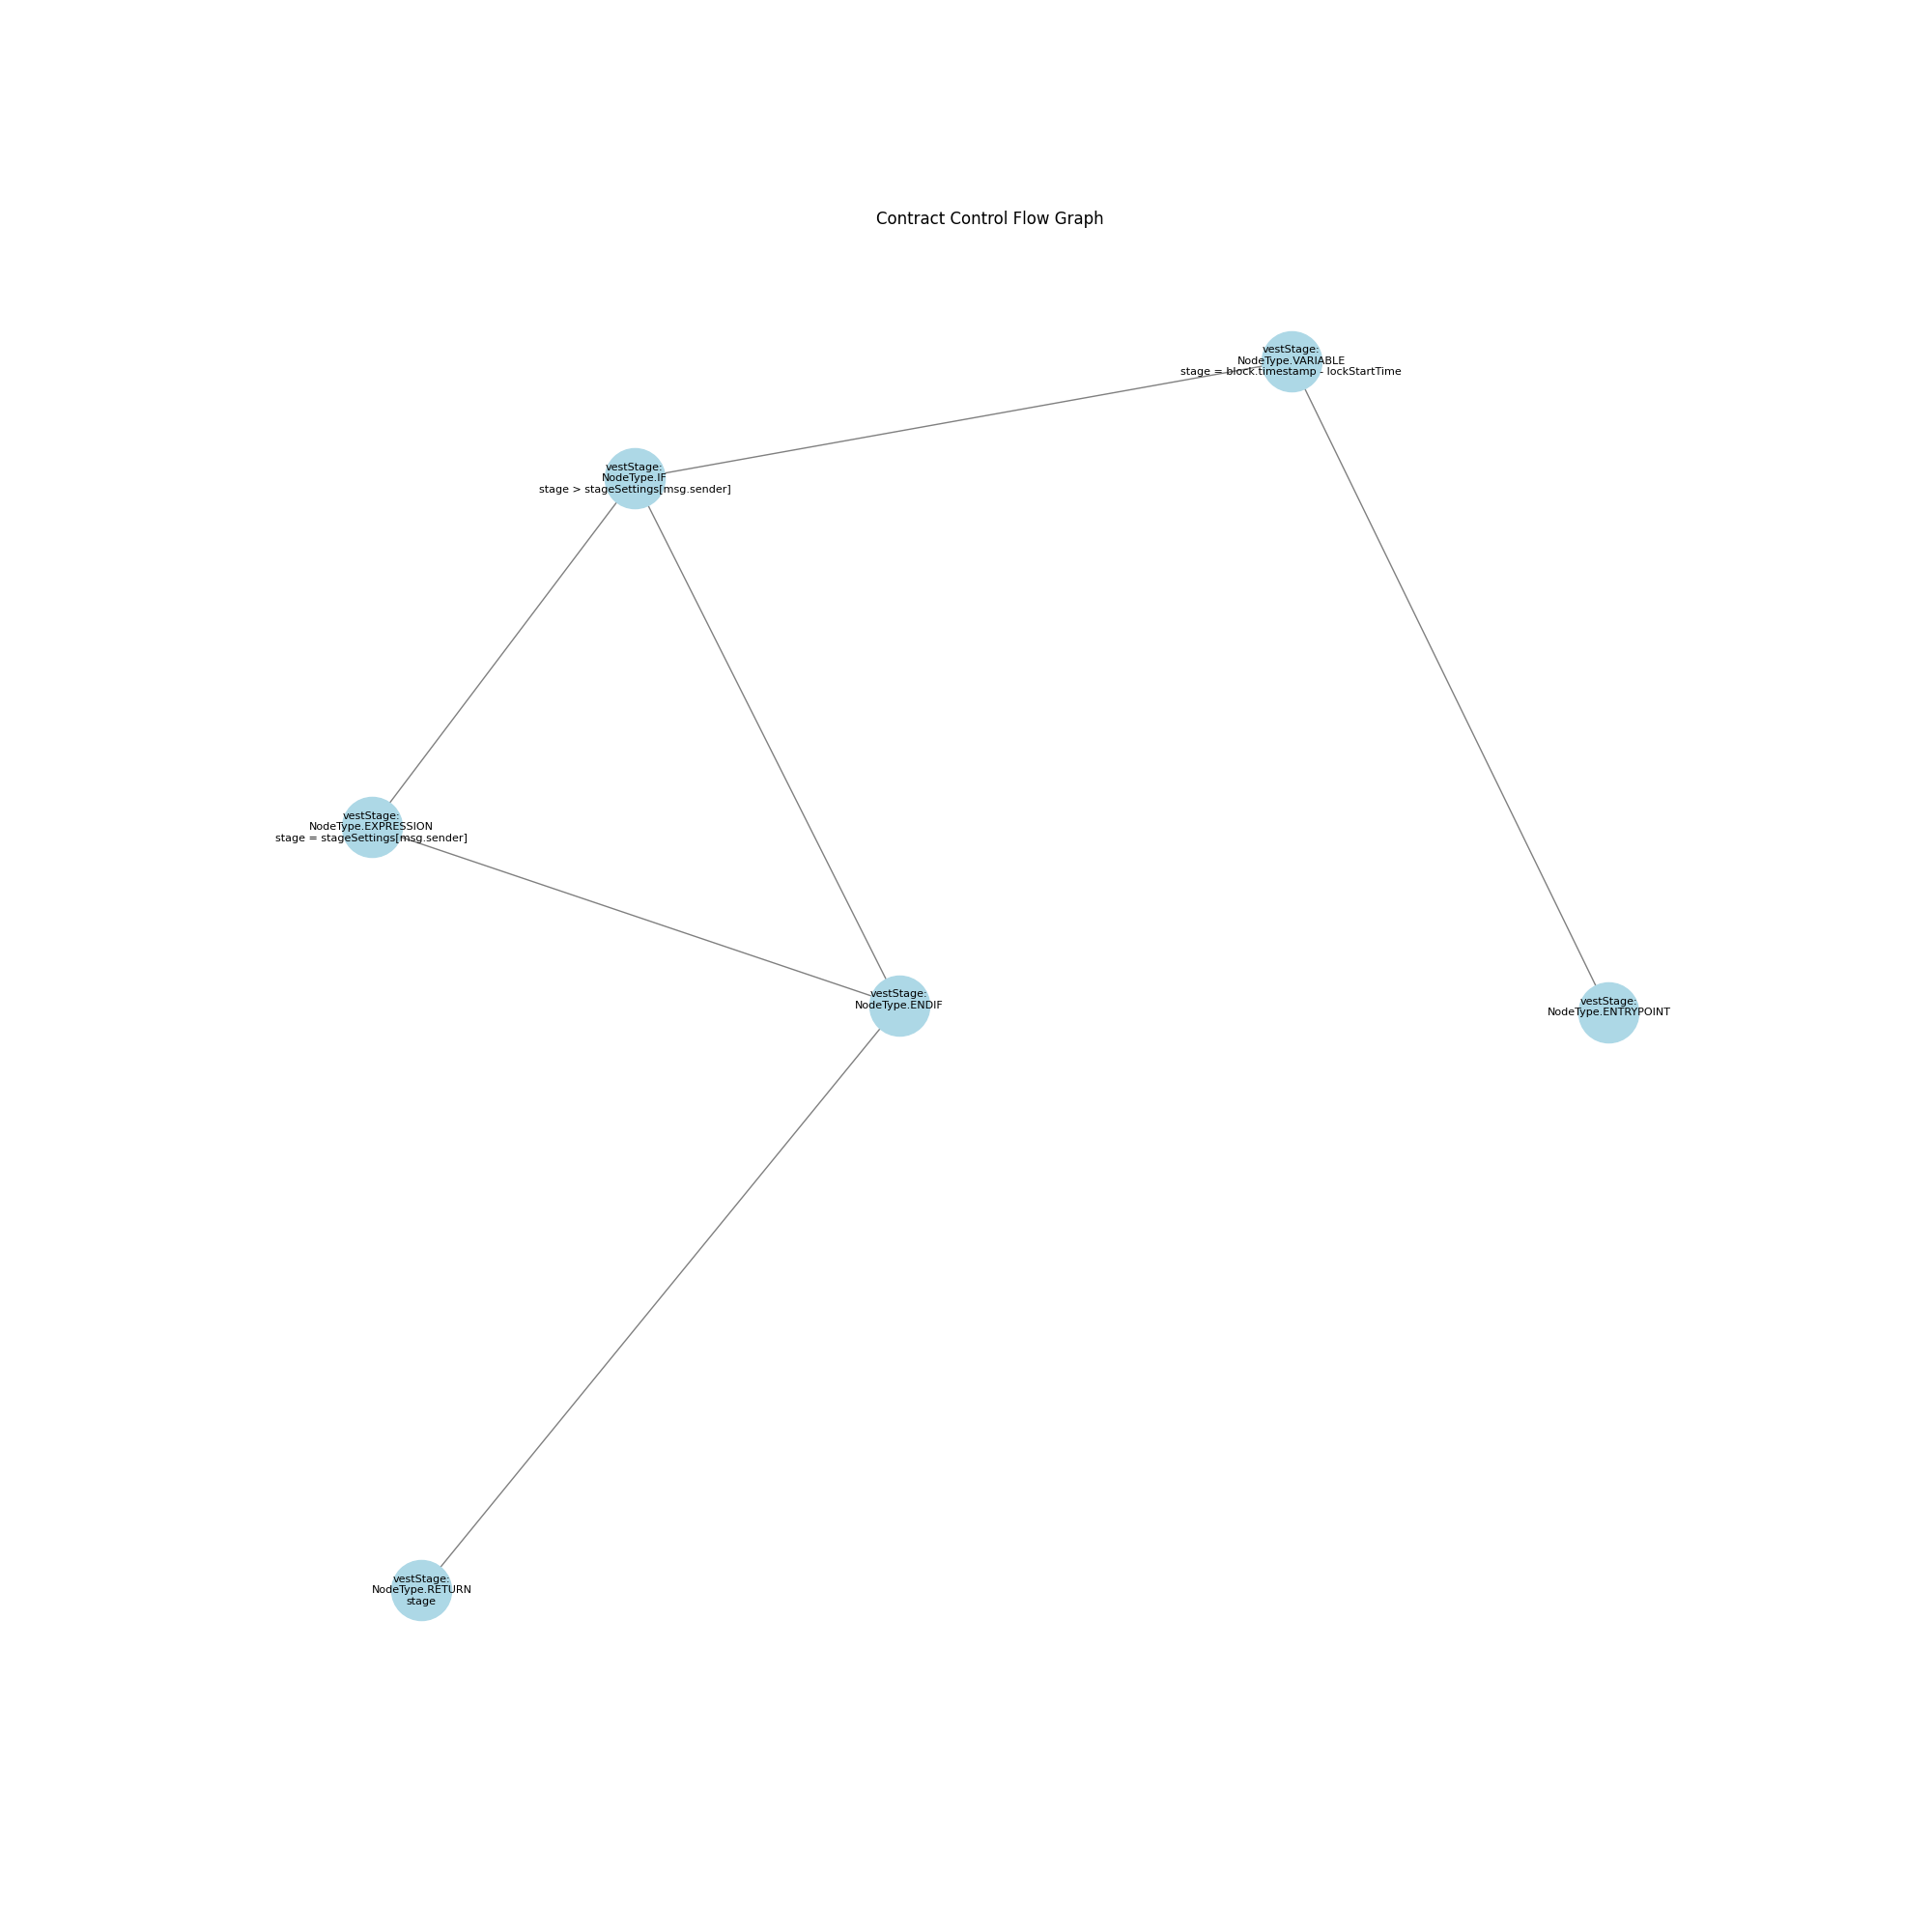 Contract Control Flow Graph
vestStage:
NodeType.VARIABLE
stage = block.timestamp - lockStartTime
vestStage:
NodeType.IF
stage > stageSettings[msg.sender]
vestStage:
NodeType.EXPRESSION
stage = stageSettings[msg.sender]
vestStage:
NodeType.ENDIF
vestStage:
NodeType.ENTRYPOINT
vestStage:
NodeType.RETURN
stage